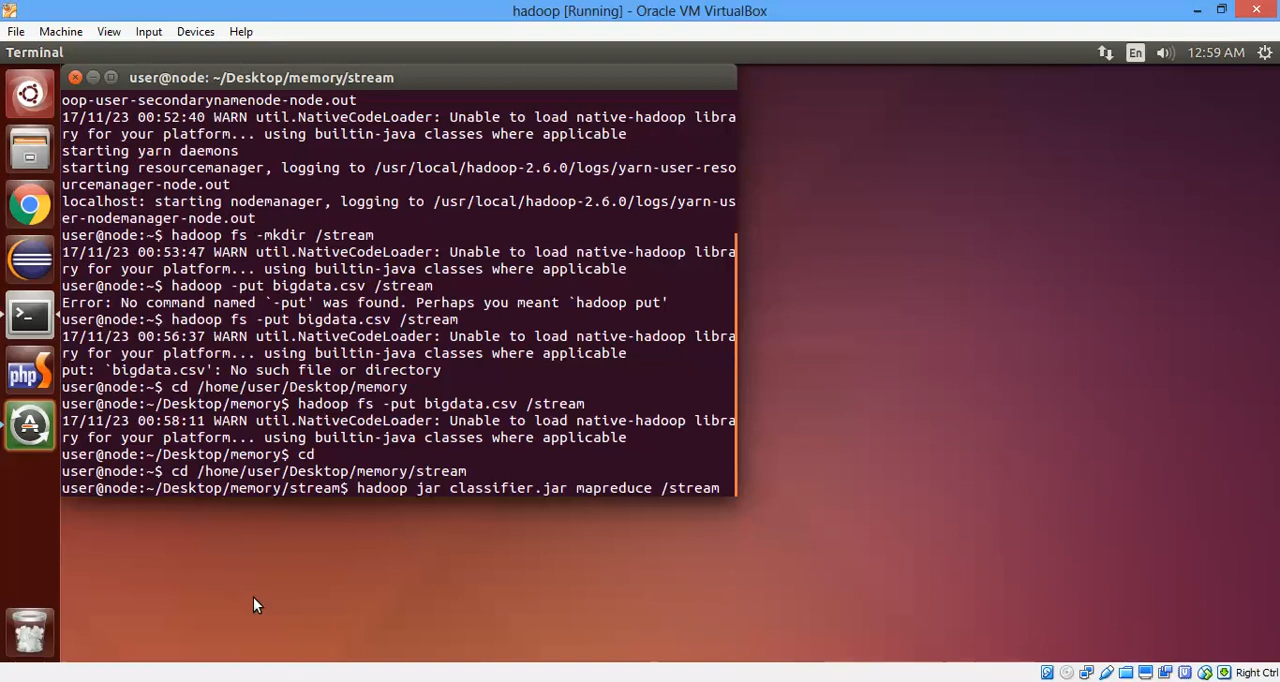 hadoop [Running] - Oracle VM VirtualBox
File Machine View Input Devices Help
Terminal En 12:59 AM
user@node: ~/Desktop/memory/stream
oop-user-secondarynamenode-node.out
17/11/23 00:52:40 WARN util.NativeCodeLoader: Unable to load native-hadoop libra
ry for your platform... using builtin-java classes where applicable
starting yarn daemons
starting resourcemanager, logging to /usr/local/hadoop-2.6.0/logs/yarn-user-reso
urcemanager-node.out
localhost: starting nodemanager, logging to /usr/local/hadoop-2.6.0/logs/yarn-us
er-nodemanager-node.out
user@node:~$ hadoop fs -mkdir /stream
17/11/23 00:53:47 WARN util.NativeCodeLoader: Unable to load native-hadoop libra
ry for your platform... using builtin-java classes where applicable
user@node:~$ hadoop -put bigdata.csv /stream
Error: No command named `-put' was found. Perhaps you meant `hadoop put'
user@node:~$ hadoop fs -put bigdata.csv /stream
17/11/23 00:56:37 WARN util.NativeCodeLoader: Unable to load native-hadoop libra
ry for your platform... using builtin-java classes where applicable
put: `bigdata.csv': No such file or directory
user@node:~$ cd /home/user/Desktop/memory
user@node:~/Desktop/memory$ hadoop fs -put bigdata.csv /stream
17/11/23 00:58:11 WARN util.NativeCodeLoader: Unable to load native-hadoop libra
ry for your platform... using builtin-java classes where applicable
user@node:~/Desktop/memory$ cd
user@node:~$ cd /home/user/Desktop/memory/stream
user@node:~/Desktop/memory/stream$ hadoop jar classifier.jar mapreduce /stream
php
Right Ctrl